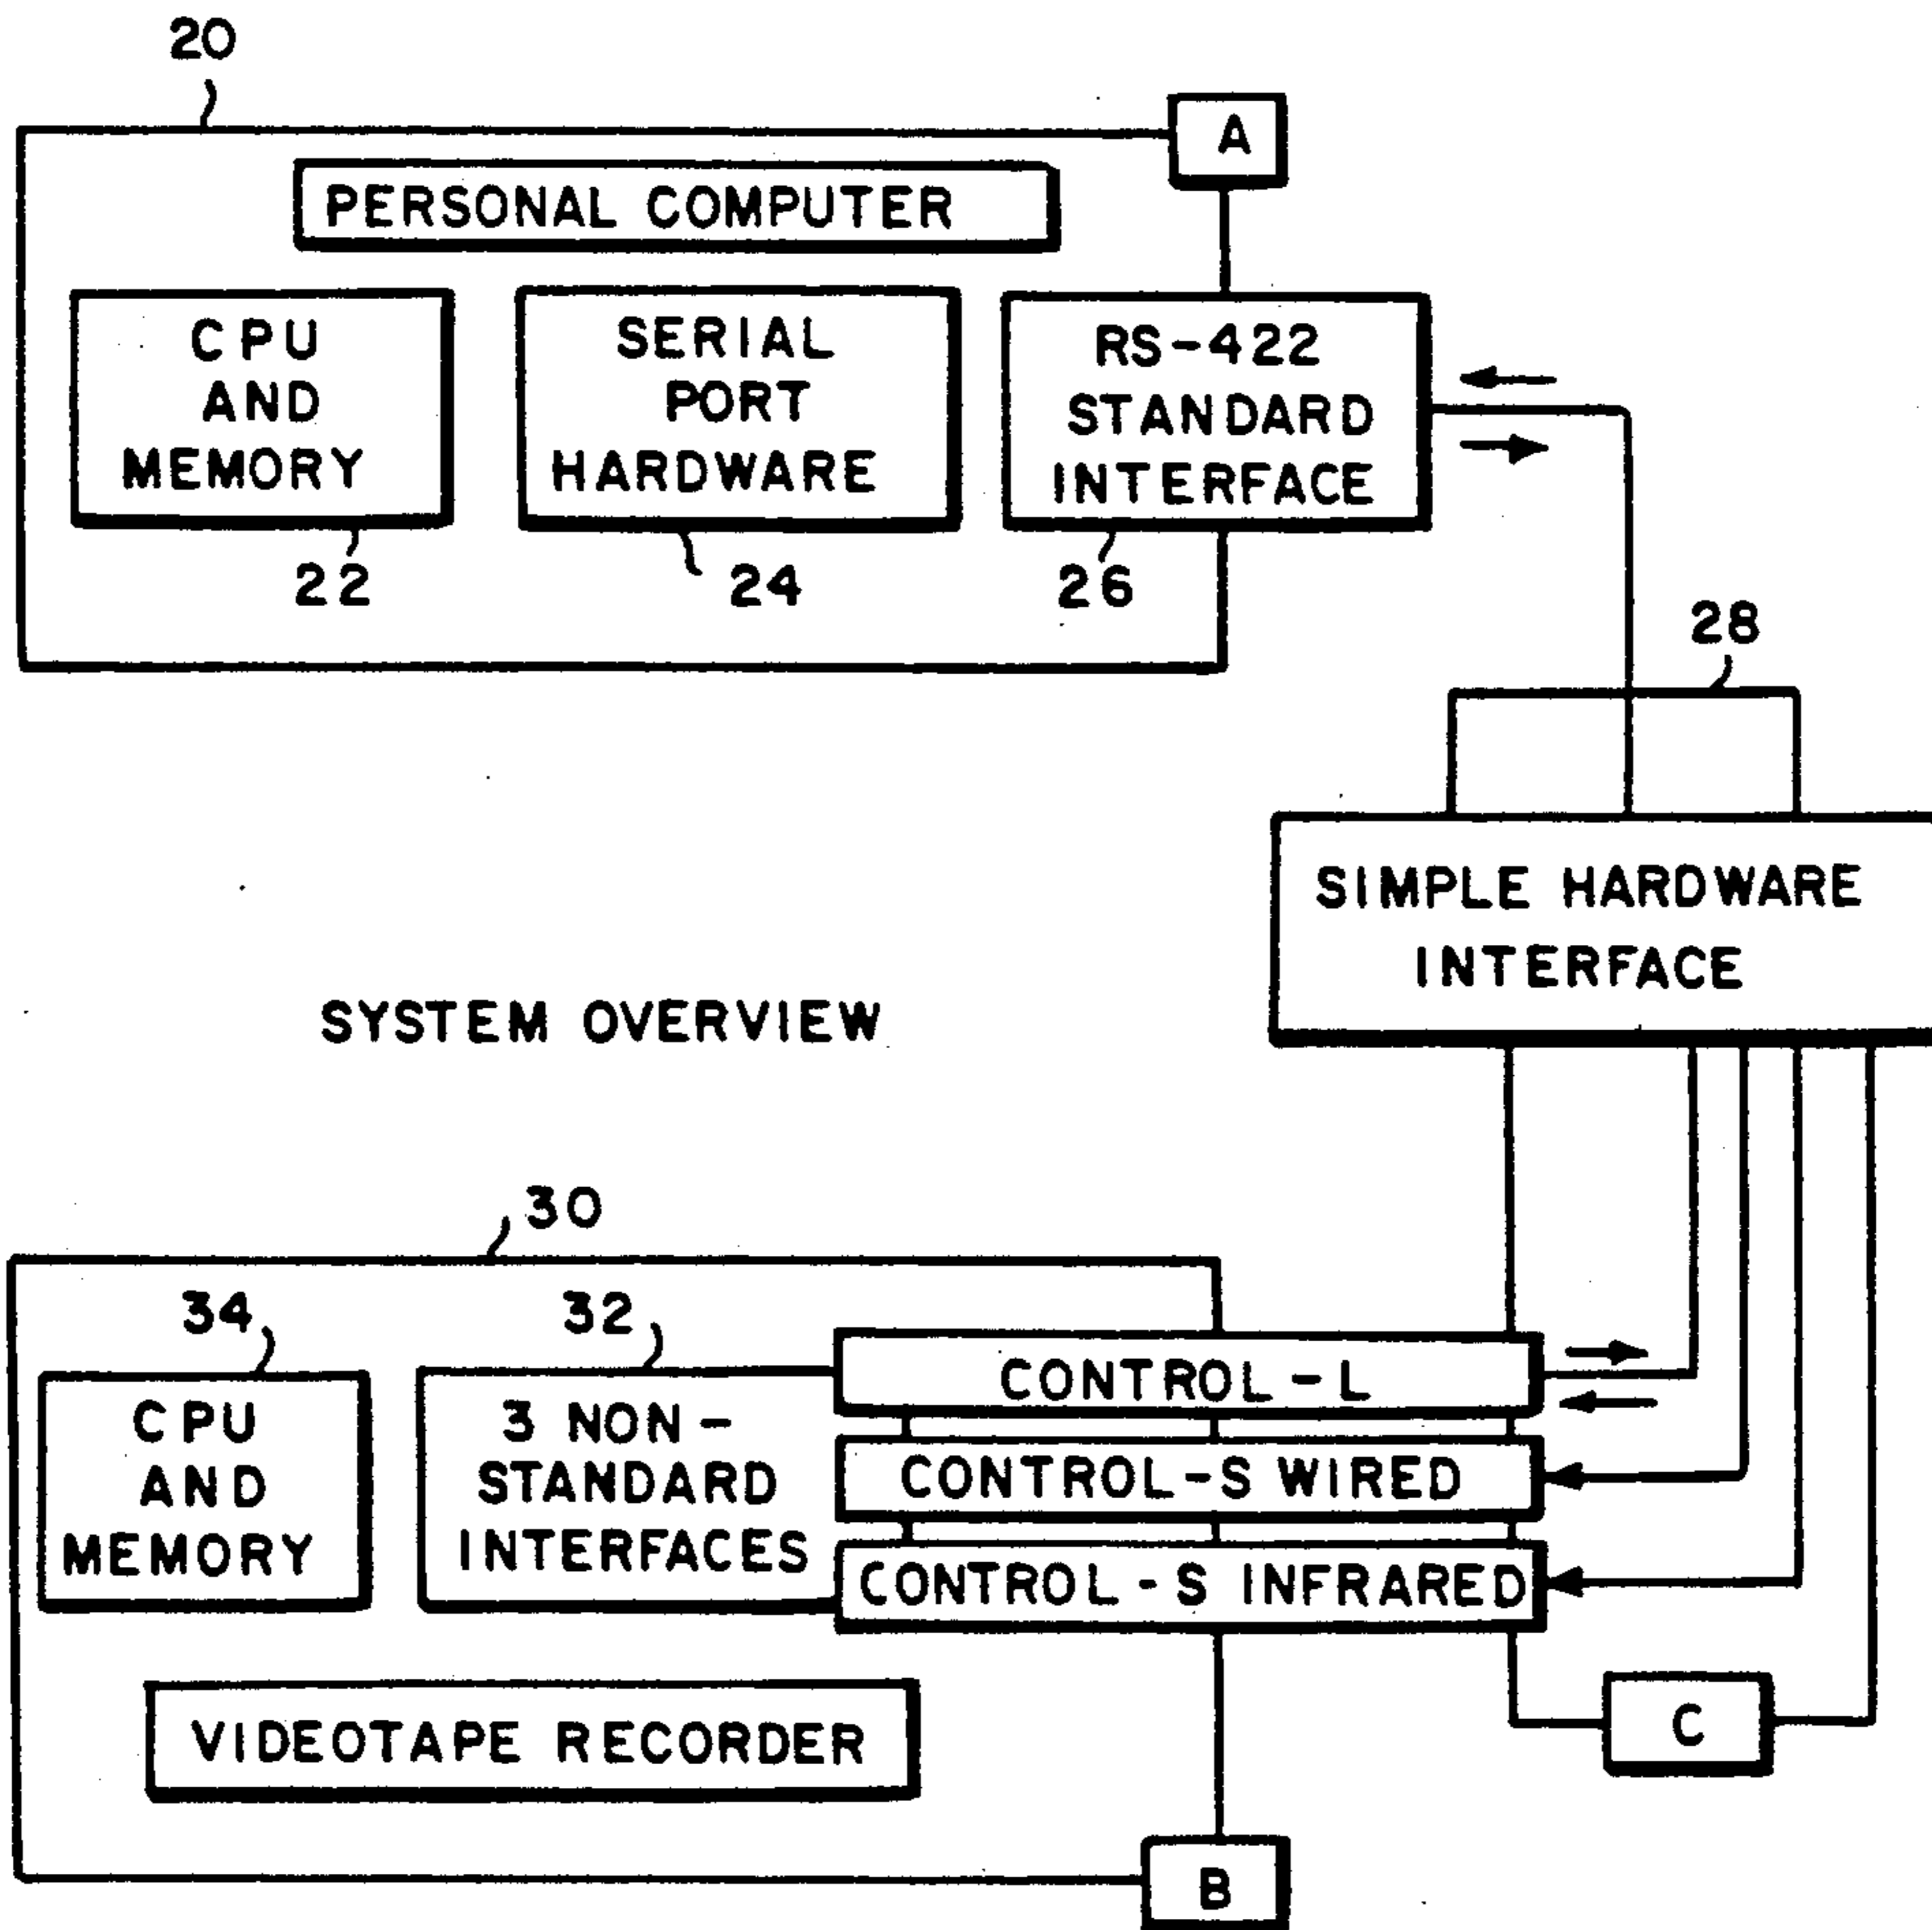 20
A
PERSONAL COMPUTER
CPU
AND
MEMORY
SERIAL
PORT
HARDWARE
RS-422
STANDARD
INTERFACE
22
24
26
28
SIMPLE HARDWARE
INTERFACE
SYSTEM OVERVIEW
30
34
32
CPU
AND
MEMORY
3 NON-
STANDARD
INTERFACES
CONTROL-L
CONTROL-S WIRED
CONTROL-S INFRARED
VIDEOTAPE RECORDER
C
B